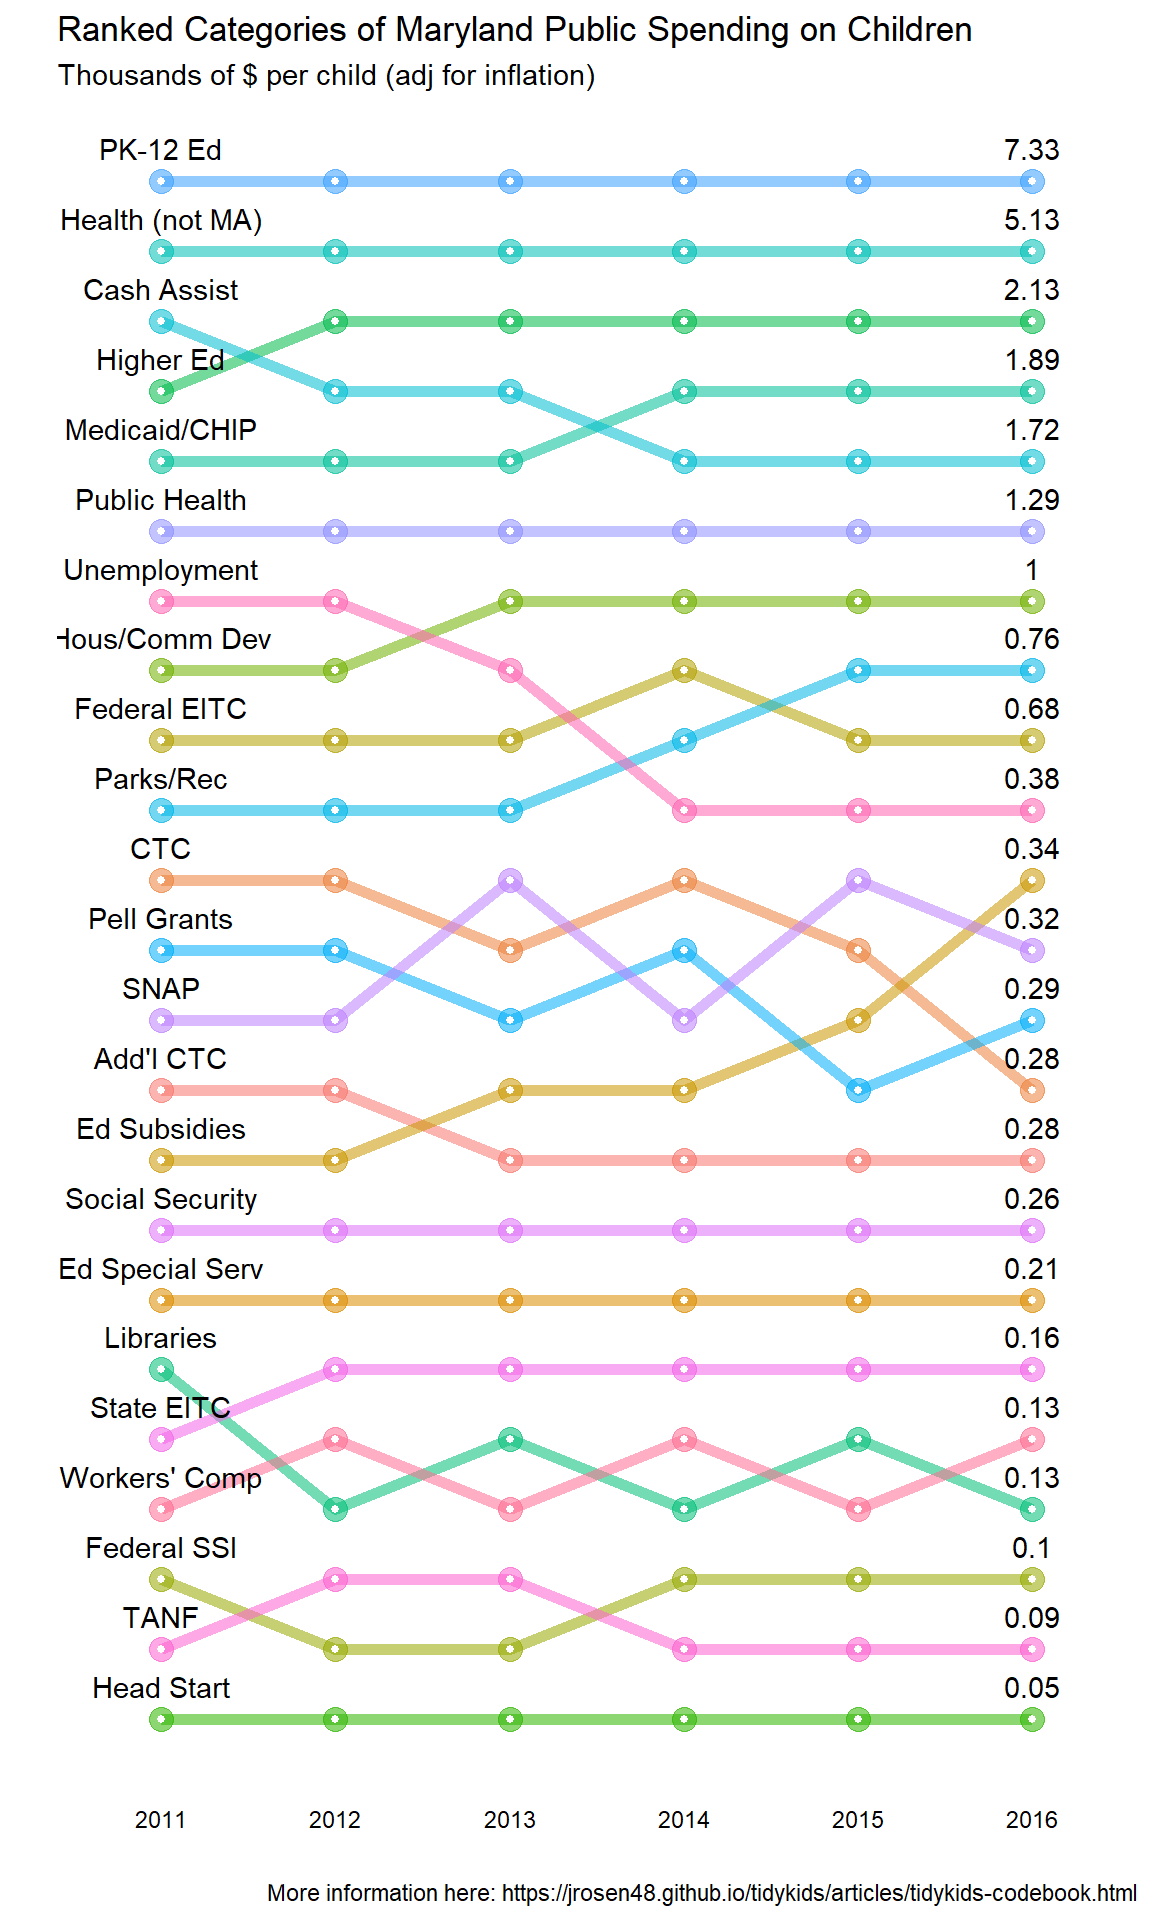 Ranked Categories of Maryland Public Spending on Children
Thousands of $ per child (adj for inflation)
PK-12 Ed 7.33
Health (not MA) 5.13
Cash Assist 2.13
Higher Ed 1.89
Medicaid/CHIP 1.72
Public Health 1.29
Unemployment 1
Hous/Comm Dev 0.76
Federal EITC 0.68
Parks/Rec 0.38
CTC 0.34
Pell Grants 0.32
SNAP 0.29
Add'l CTC 0.28
Ed Subsidies 0.28
Social Security 0.26
Ed Special Serv 0.21
Libraries 0.16
State EITC 0.13
Workers' Comp 0.13
Federal SSI 0.1
TANF 0.09
Head Start 0.05
2011 2012 2013 2014 2015 2016
More information here: https://jrosen48.github.io/tidykids/articles/tidykids-codebook.html